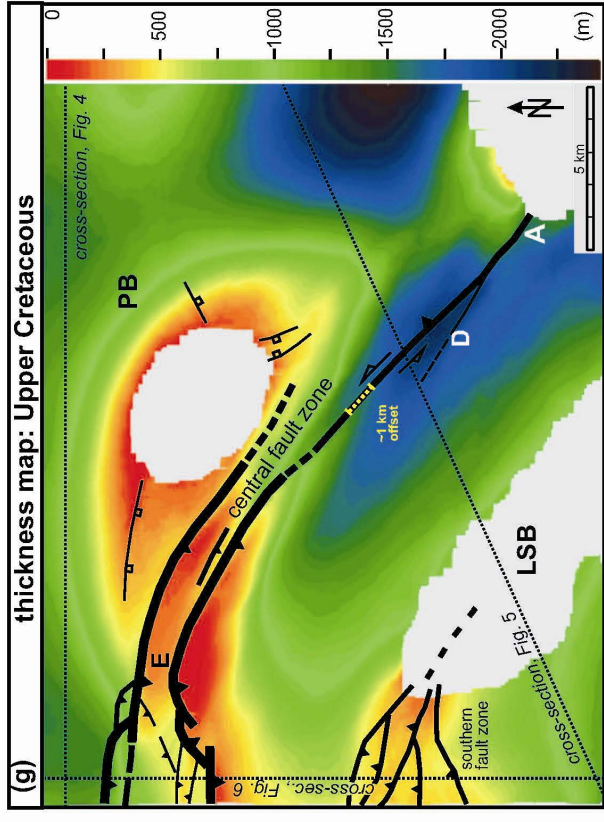 (g) thickness map: Upper Cretaceous
0
500
1000
1500
2000
(m)
cross-section, Fig. 4
PB
N
5 km
A
D
~1 km
offset
central fault zone
E
LSB
cross-section, Fig. 5
southern
fault zone
cross-sec., Fig. 6